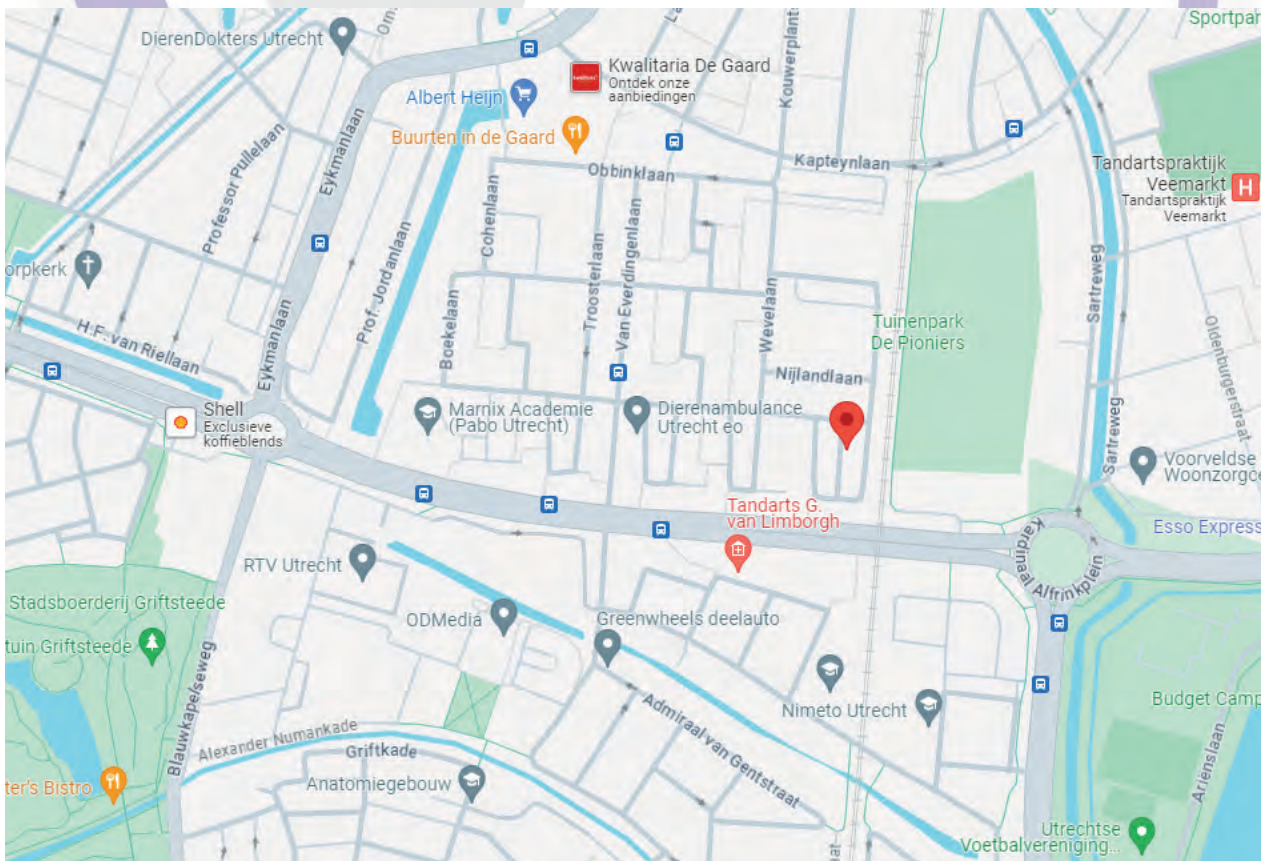 Sportpar
DierenDokters Utrecht
Kouwerplants
Kwalitaria De Gaard
Ontdek onze
aanbiedingen
Albert Heijn
Buurten in de Gaard
Professor Pullelaan
Eykmanlaan
Obbinklaan
Kapteynlaan
Tandartspraktijk
Veemarkt
Tandartspraktijk
Veemarkt
H
orpkerk
Prof. Jordanlaan
Cohenlaan
Troosterlaan
Van Everdingenlaan
Wevelaan
Sartreweg
H.F. van Riellaan
Eykmanlaan
Boekelaan
Tuinenpark
De Pioniers
Oldenburgerstraat
Nijlandlaan
Shell
Exclusieve
koffieblends
Marnix Academie
(Pabo Utrecht)
Dierenambulance
Utrecht eo
Sartreweg
Voorveldse
Woonzorgce
Tandarts G.
van Limborgh
Esso Express
RTV Utrecht
Kardinaal Alfrinkplein
Stadsboerderij Griftsteede
tuin Griftsteede
ODMedia
Greenwheels deelauto
Blauwkapelseweg
Admiraal van Gentstraat
Nimeto Utrecht
Budget Camp
Alexander Numankade
Griftkade
Anatomiegebouw
Ariënslaan
ter's Bistro
Utrechtse
Voetbalvereniging...